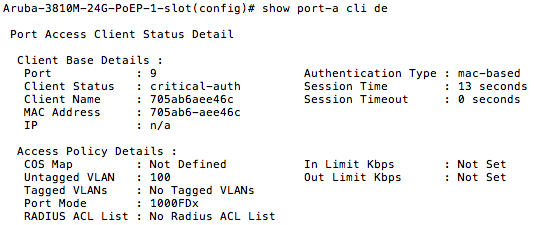 Aruba-3810M-24G-PoEP-1-slot(config)# show port-a cli de
Port Access Client Status Detail
Client Base Details :
Port : 9 Authentication Type : mac-based
Client Status : critical-auth Session Time : 13 seconds
Client Name : 705ab6aee46c Session Timeout : 0 seconds
MAC Address : 705ab6-aee46c
IP : n/a
Access Policy Details :
COS Map : Not Defined In Limit Kbps : Not Set
Untagged VLAN : 100 Out Limit Kbps : Not Set
Tagged VLANs : No Tagged VLANs
Port Mode : 1000FDx
RADIUS ACL List : No Radius ACL List